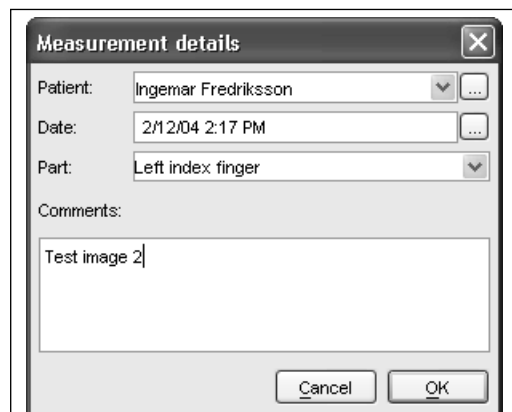 Measurement details
Patient: Ingemar Fredriksson ...
Date: 2/12/04 2:17 PM ...
Part: Left index finger
Comments:
Test image 2
Cancel OK